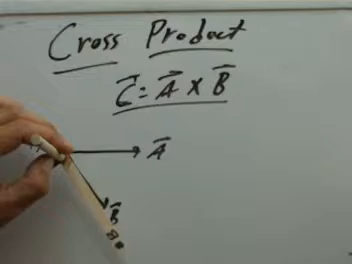 Cross Product
C⃗ = A⃗ x B⃗
A⃗
B⃗